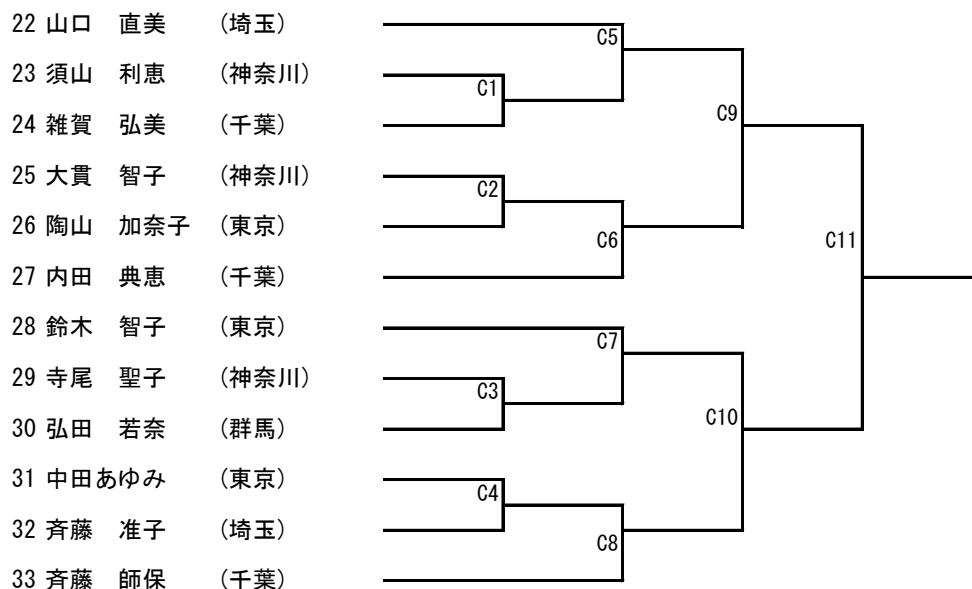 22 山口　直美　（埼玉）
C5
23 須山　利恵　（神奈川）
C1
24 雑賀　弘美　（千葉）
C9
25 大貫　智子　（神奈川）
C2
26 陶山　加奈子　（東京）
C6
C11
27 内田　典恵　（千葉）
28 鈴木　智子　（東京）
C7
29 寺尾　聖子　（神奈川）
C3
30 弘田　若奈　（群馬）
C10
31 中田あゆみ　（東京）
C4
32 斉藤　准子　（埼玉）
C8
33 斉藤　師保　（千葉）